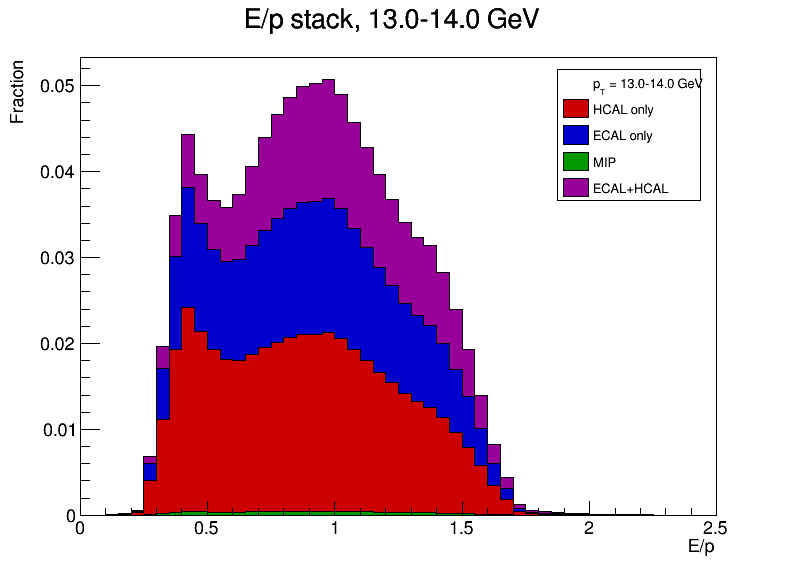 E/p stack, 13.0-14.0 GeV
Fraction
p_T = 13.0-14.0 GeV
HCAL only
ECAL only
MIP
ECAL+HCAL
0.05
0.04
0.03
0.02
0.01
0
0 0.5 1 1.5 2 2.5
E/p